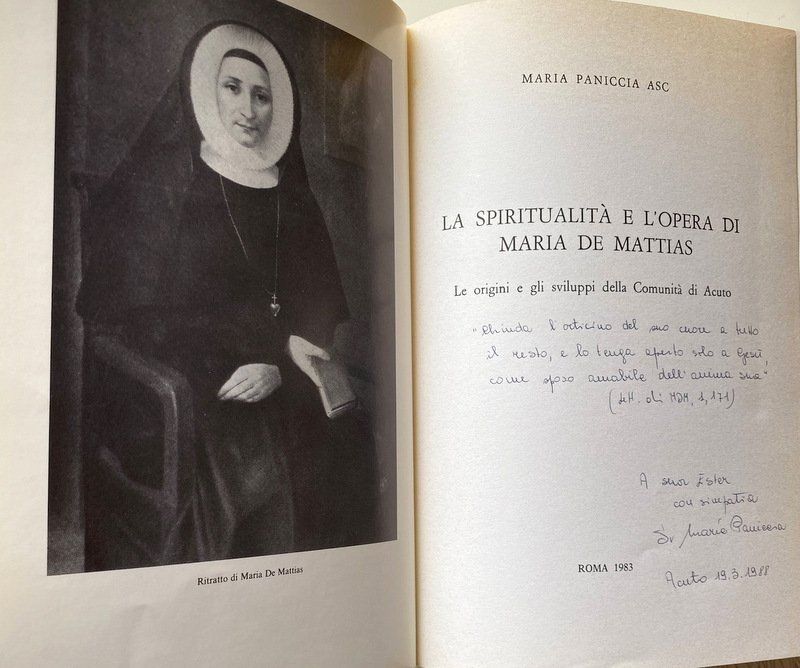 Ritratto di Maria De Mattias
MARIA PANICCIA ASC
LA SPIRITUALITÀ E L'OPERA DI
MARIA DE MATTIAS
Le origini e gli sviluppi della Comunità di Acuto
"Chiuda l'orticino del suo cuore a tutto
il resto, e lo tenga aperto solo a Gesù,
come sposo amabile dell'anima sua"
(lett. di MDM, 1, 171)
A suor Ester
con simpatia
Sr Maria Paniccia
ROMA 1983
Acuto 19.3.1988